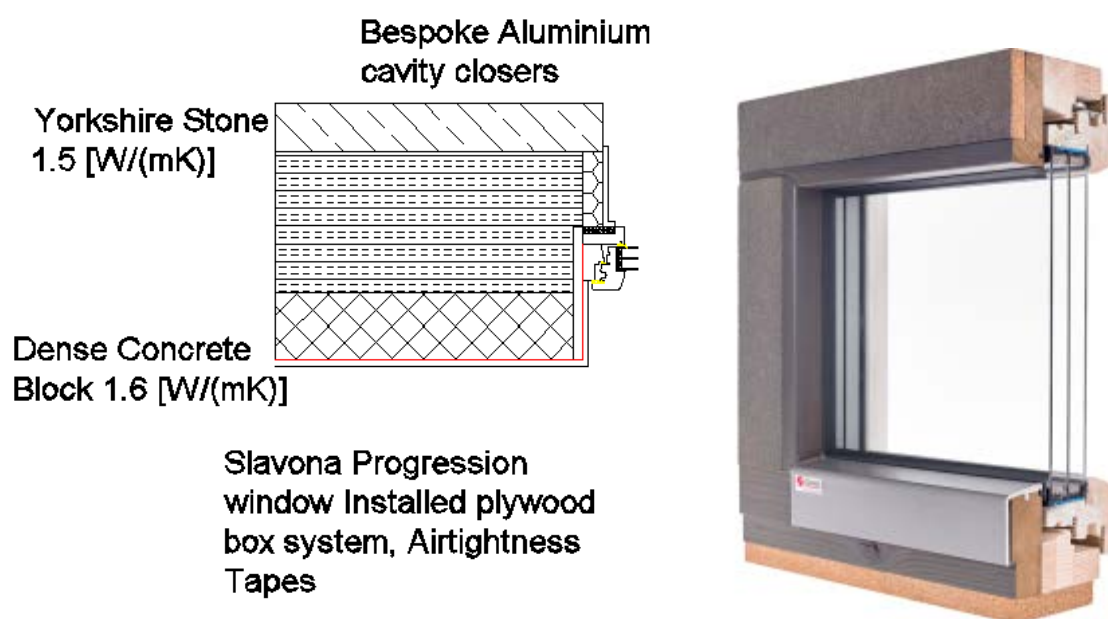 Bespoke Aluminium
cavity closers
Yorkshire Stone
1.5 [W/(mK)]
Dense Concrete
Block 1.6 [W/(mK)]
Slavona Progression
window Installed plywood
box system, Airtightness
Tapes